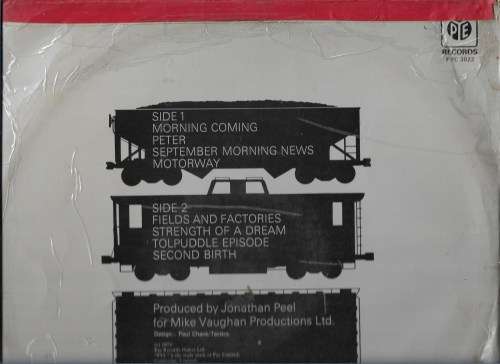 PYE
RECORDS
SIDE 1
MORNING COMING
PETER
SEPTEMBER MORNING NEWS
MOTORWAY
SIDE 2
FIELDS AND FACTORIES
STRENGTH OF A DREAM
TOLPUDDLE EPISODE
SECOND BIRTH
Produced by Jonathan Peel
for Mike Vaughan Productions Ltd.